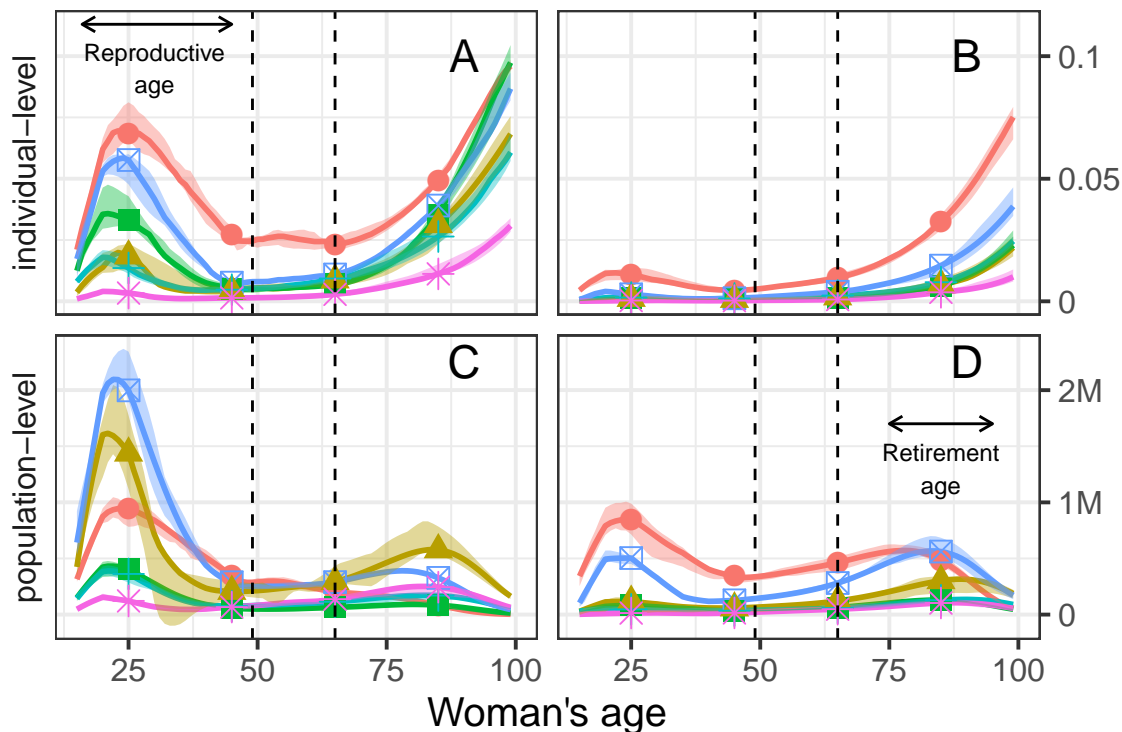 Reproductive
age
A
B
individual−level
0.1
0.05
0
C
D
population−level
Retirement
age
2M
1M
0
25
50
75
100
25
50
75
100
Woman's age